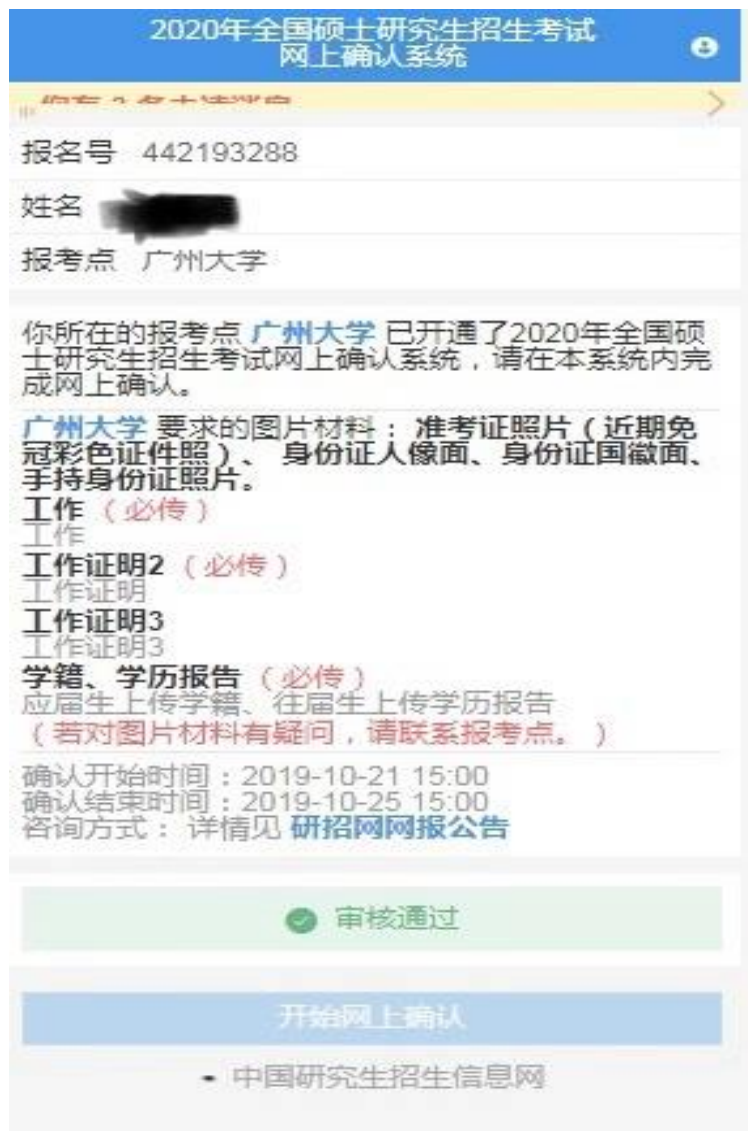 2020年全国硕士研究生招生考试
网上确认系统
报名号 442193288
姓名
报考点 广州大学
你所在的报考点 广州大学 已开通了2020年全国硕
士研究生招生考试网上确认系统，请在本系统内完
成网上确认。
广州大学 要求的图片材料：准考证照片（近期免
冠彩色证件照）、 身份证人像面、身份证国徽面、
手持身份证照片。
工作（必传）
工作
工作证明2（必传）
工作证明
工作证明3
工作证明3
学籍、学历报告（必传）
应届生上传学籍、往届生上传学历报告
（若对图片材料有疑问，请联系报考点。）
确认开始时间：2019-10-21 15:00
确认结束时间：2019-10-25 15:00
咨询方式： 详情见 研招网网报公告
审核通过
开始网上确认
- 中国研究生招生信息网